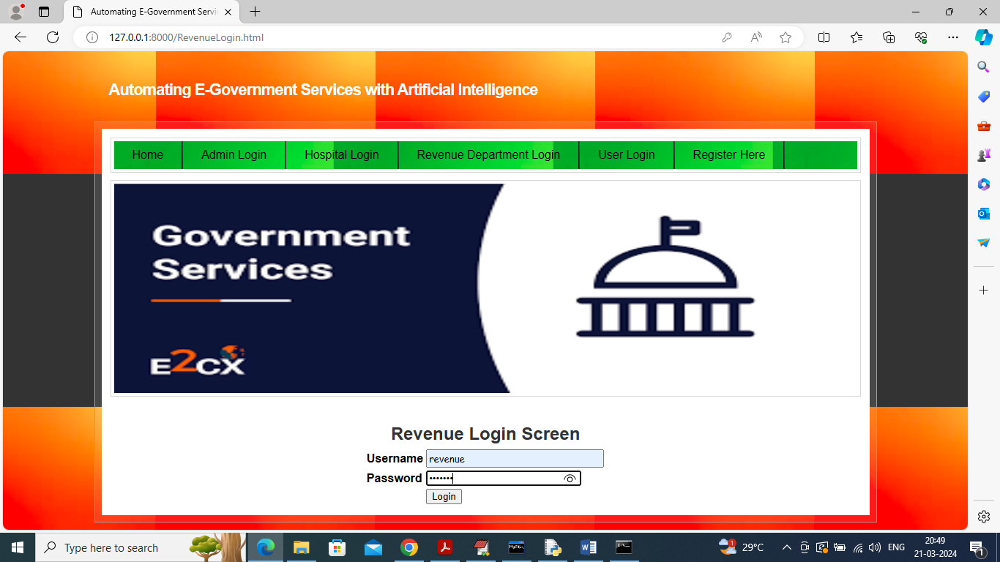 Automating E-Government Servic
127.0.0.1:8000/RevenueLogin.html
Automating E-Government Services with Artificial Intelligence
Home Admin Login Hospital Login Revenue Department Login User Login Register Here
Government
Services
E2CX
Revenue Login Screen
Username revenue
Password •••••••
Login
Type here to search
29°C
ENG
20:49
21-03-2024
1